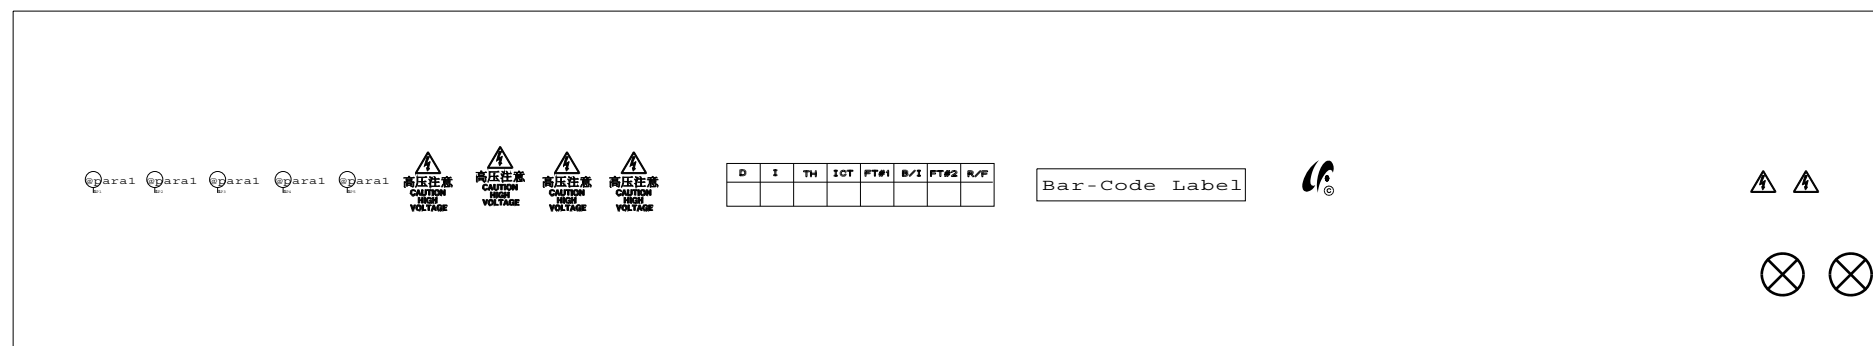 @para1 @para1 @para1 @para1 @para1
高压注意
CAUTION
HIGH
VOLTAGE
高压注意
CAUTION
HIGH
VOLTAGE
高压注意
CAUTION
HIGH
VOLTAGE
高压注意
CAUTION
HIGH
VOLTAGE
D I TH ICT FT#1 B/I FT#2 R/F
Bar-Code Label
©